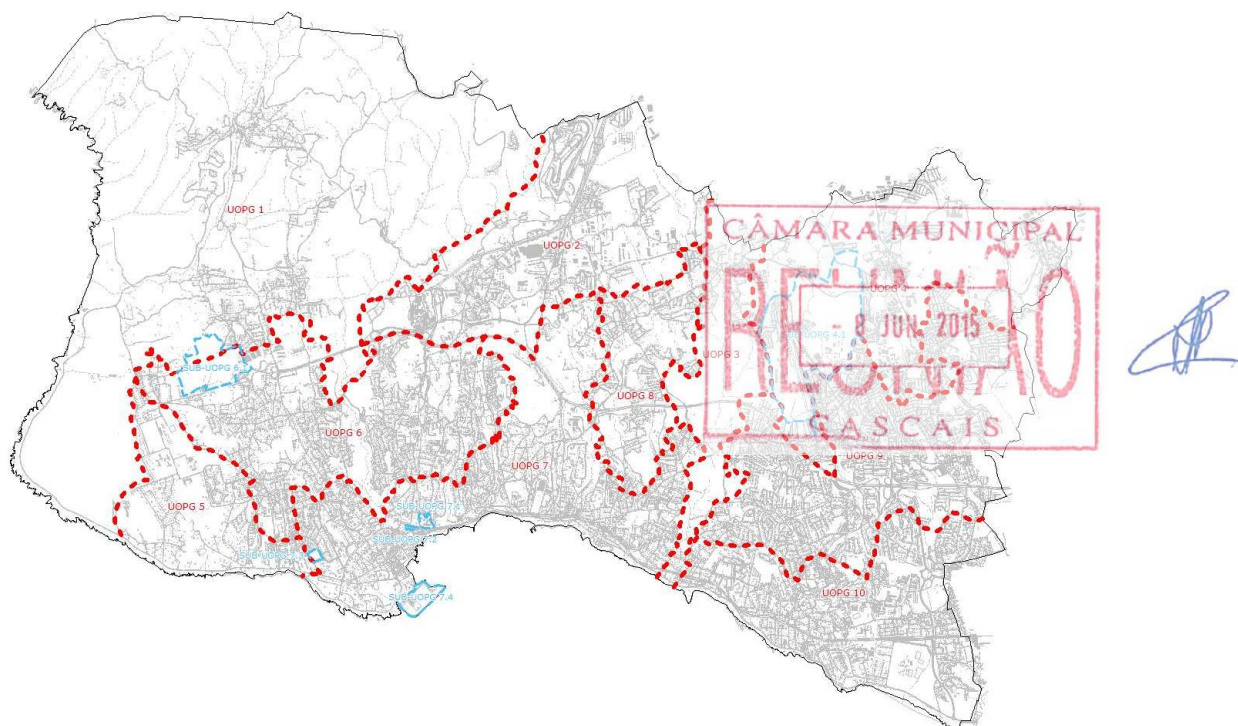 UOPG 1
UOPG 2
CÂMARA MUNICIPAL
REUNIÃO
- 8 JUN. 2015
CASCAIS
UOPG 3
SUB-UOPG 6.
UOPG 8
UOPG 6
UOPG 7
UOPG 9
UOPG 5
SUB-UOPG 7.4
UOPG 10